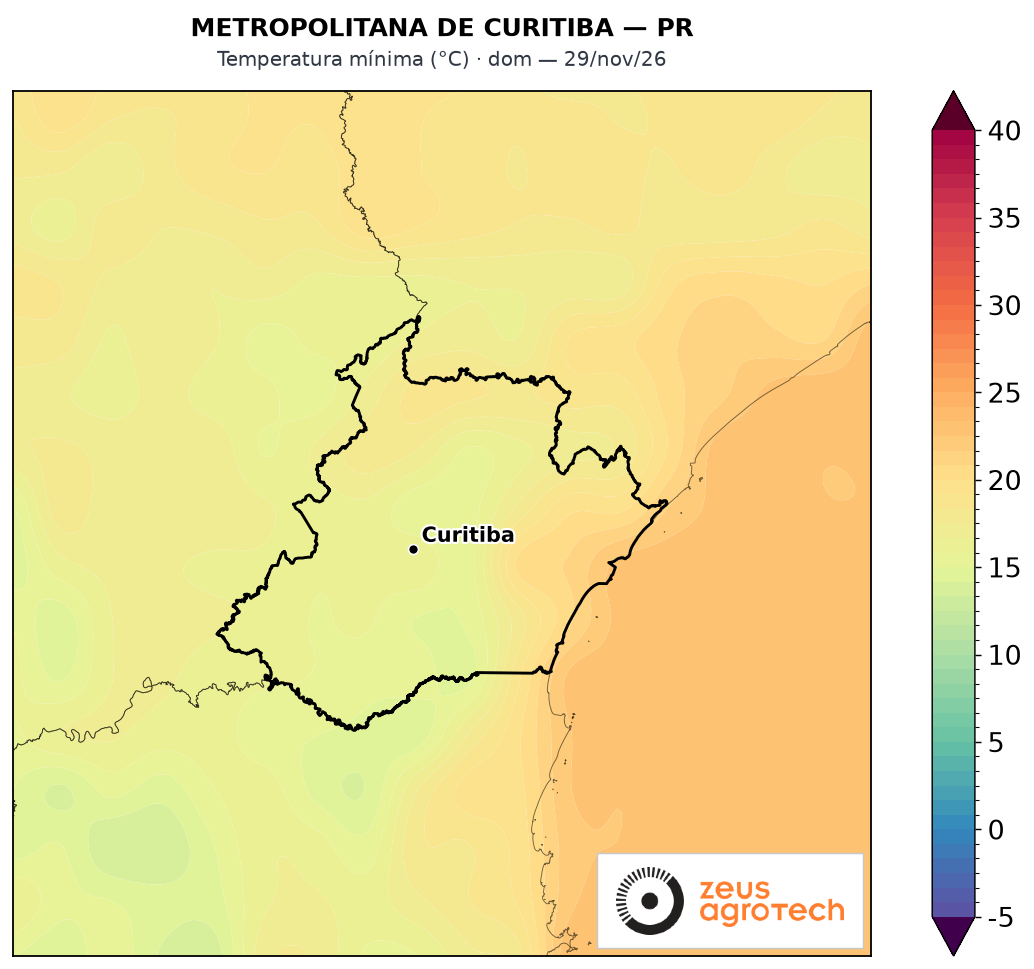 METROPOLITANA DE CURITIBA — PR
Temperatura mínima (°C) · dom — 29/nov/26
40
35
30
25
20
15
10
5
0
-5
Curitiba
zeus
agrotech